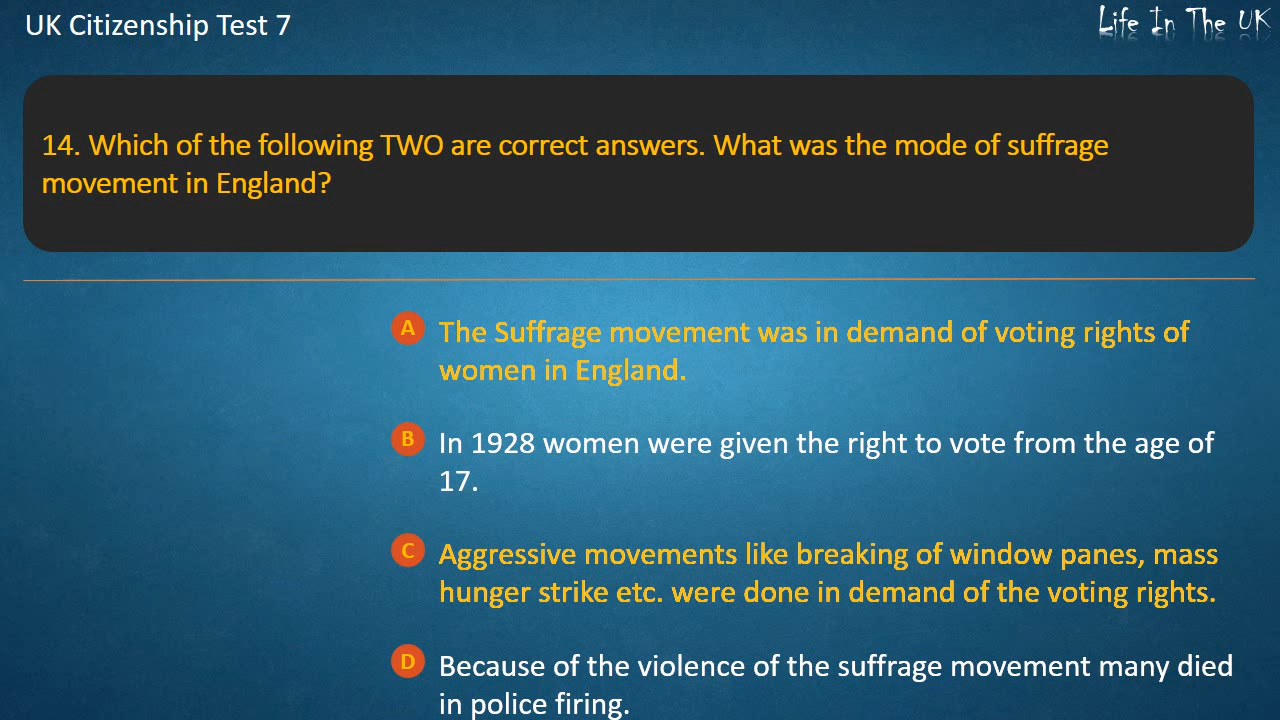 UK Citizenship Test 7
Life In The UK
14. Which of the following TWO are correct answers. What was the mode of suffrage
movement in England?
A The Suffrage movement was in demand of voting rights of
women in England.
B In 1928 women were given the right to vote from the age of
17.
C Aggressive movements like breaking of window panes, mass
hunger strike etc. were done in demand of the voting rights.
D Because of the violence of the suffrage movement many died
in police firing.